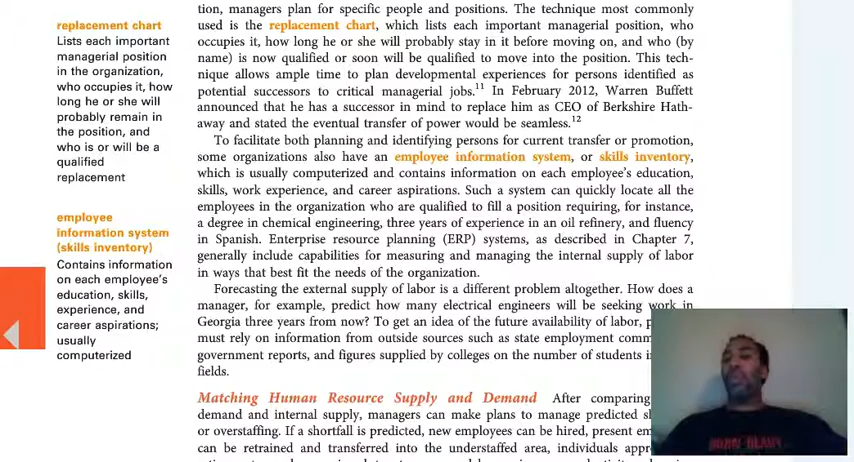 replacement chart
Lists each important
managerial position
in the organization,
who occupies it, how
long he or she will
probably remain in
the position, and
who is or will be a
qualified
replacement
employee
information system
(skills inventory)
Contains information
on each employee's
education, skills,
experience, and
career aspirations;
usually
computerized
tion, managers plan for specific people and positions. The technique most commonly
used is the replacement chart, which lists each important managerial position, who
occupies it, how long he or she will probably stay in it before moving on, and who (by
name) is now qualified or soon will be qualified to move into the position. This tech-
nique allows ample time to plan developmental experiences for persons identified as
potential successors to critical managerial jobs.11 In February 2012, Warren Buffett
announced that he has a successor in mind to replace him as CEO of Berkshire Hath-
away and stated the eventual transfer of power would be seamless.12
To facilitate both planning and identifying persons for current transfer or promotion,
some organizations also have an employee information system, or skills inventory,
which is usually computerized and contains information on each employee's education,
skills, work experience, and career aspirations. Such a system can quickly locate all the
employees in the organization who are qualified to fill a position requiring, for instance,
a degree in chemical engineering, three years of experience in an oil refinery, and fluency
in Spanish. Enterprise resource planning (ERP) systems, as described in Chapter 7,
generally include capabilities for measuring and managing the internal supply of labor
in ways that best fit the needs of the organization.
Forecasting the external supply of labor is a different problem altogether. How does a
manager, for example, predict how many electrical engineers will be seeking work in
Georgia three years from now? To get an idea of the future availability of labor, p
must rely on information from outside sources such as state employment com
government reports, and figures supplied by colleges on the number of students i
fields.
Matching Human Resource Supply and Demand After comparing
demand and internal supply, managers can make plans to manage predicted s
or overstaffing. If a shortfall is predicted, new employees can be hired, present em
can be retrained and transferred into the understaffed area, individuals appr